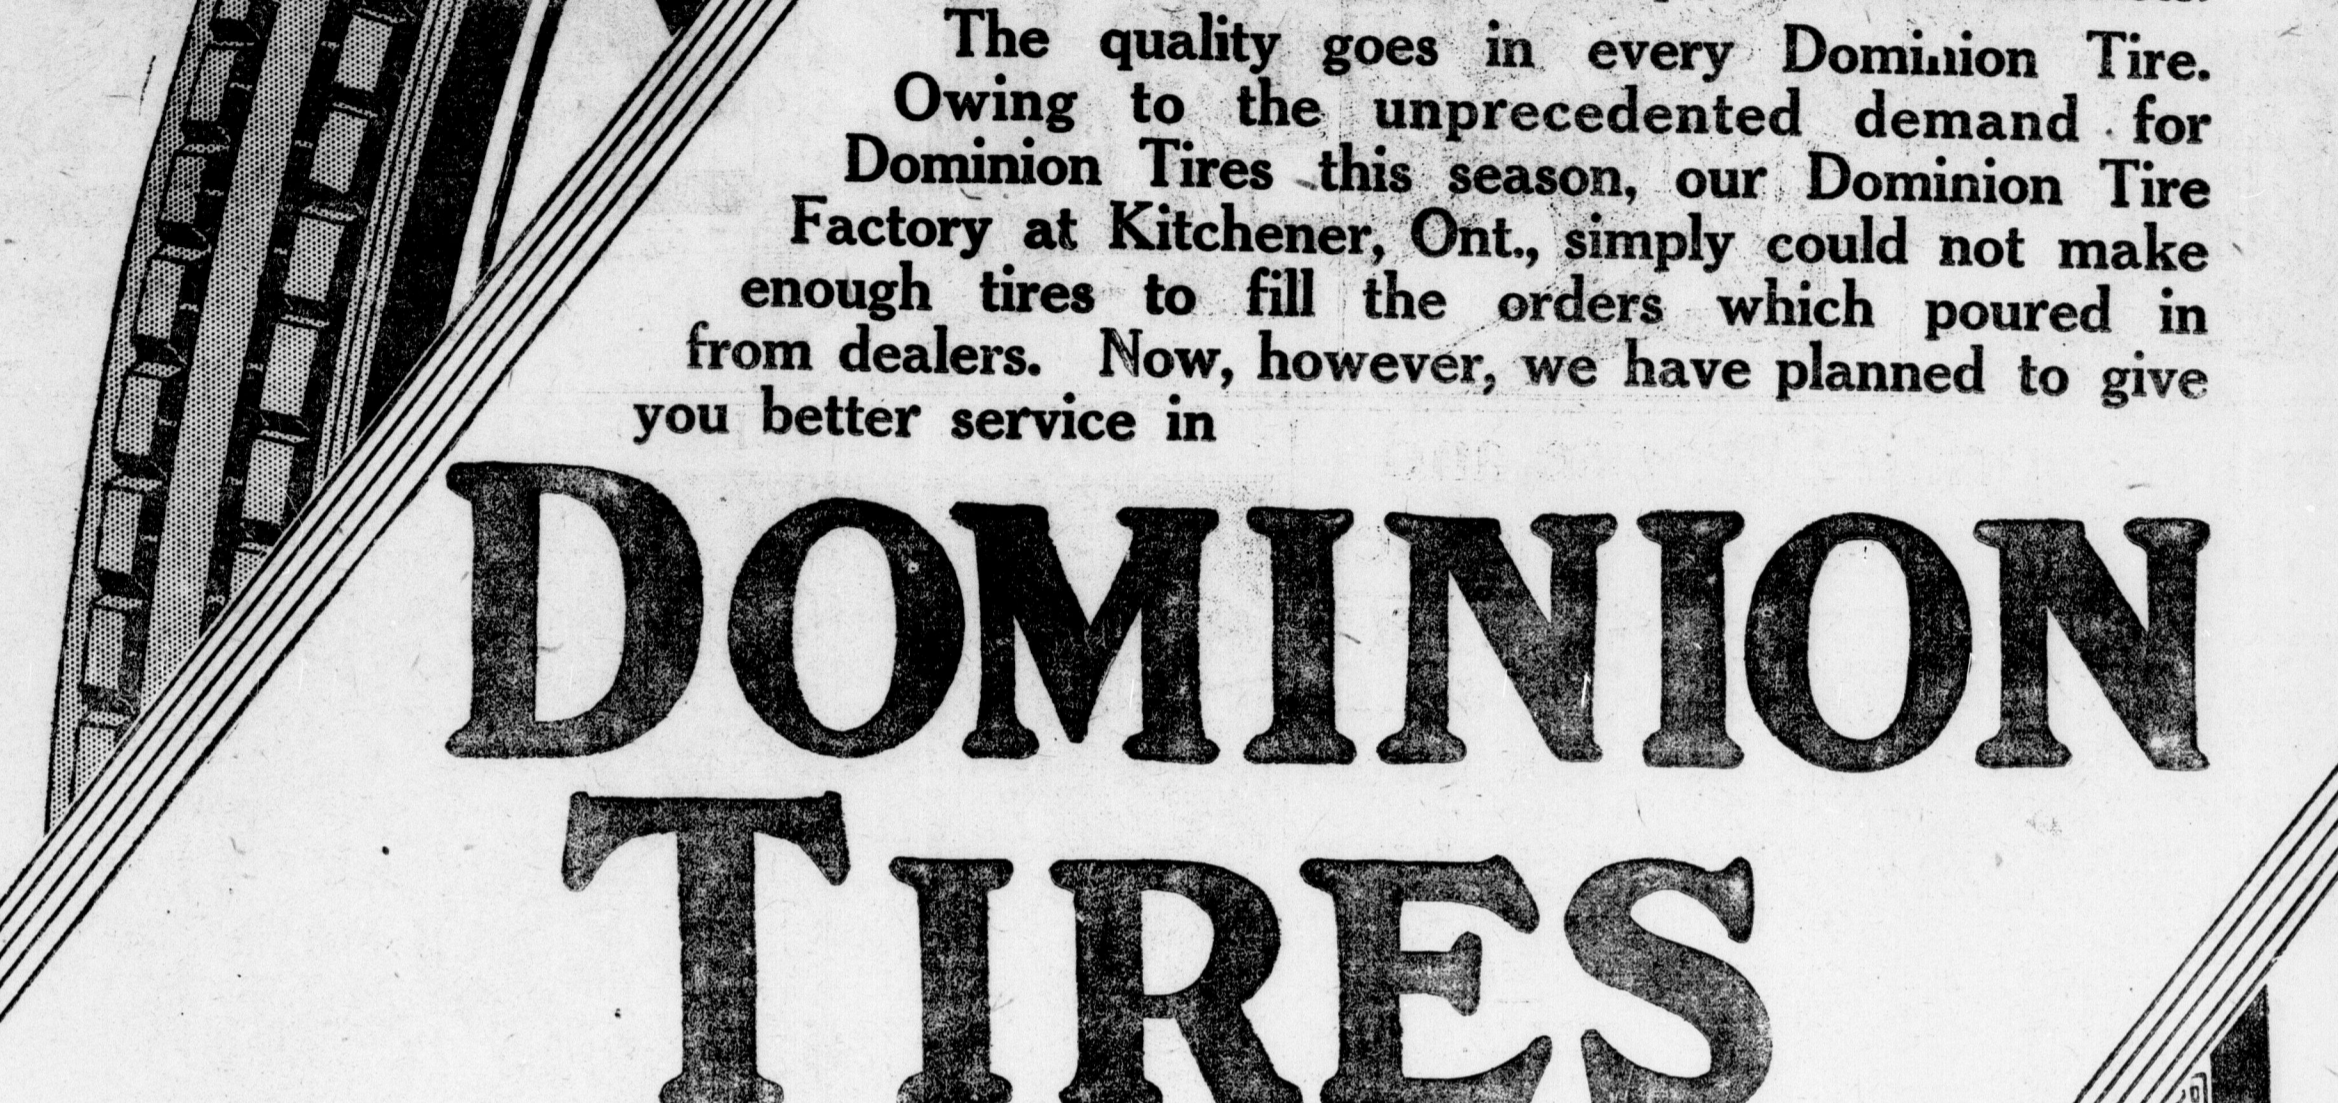 The quality goes in every Dominion Tire.
Owing to the unprecedented demand for
Dominion Tires this season, our Dominion Tire
Factory at Kitchener, Ont., simply could not make
enough tires to fill the orders which poured in
from dealers. Now, however, we have planned to give
you better service in
DOMINION
TIRES